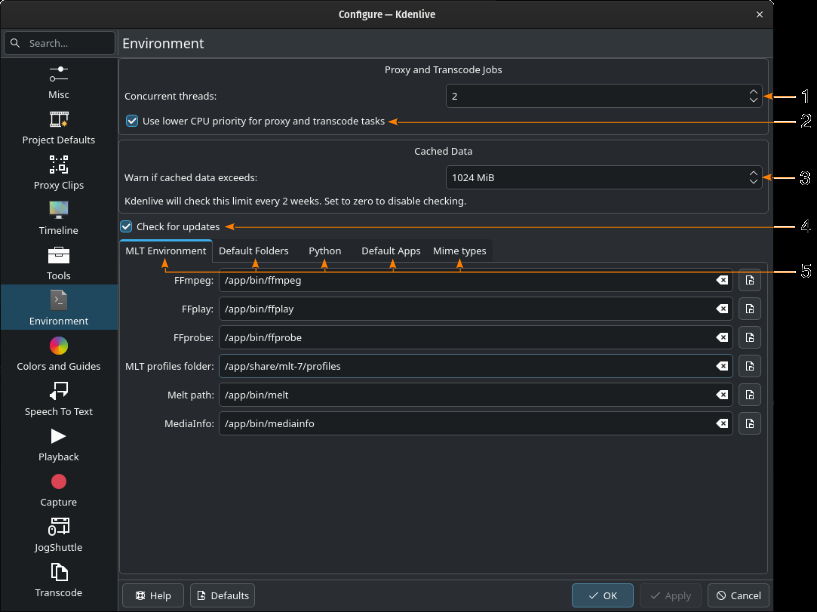 Configure — Kdenlive
Search...
Environment
Misc
Project Defaults
Proxy Clips
Timeline
Tools
Environment
Colors and Guides
Speech To Text
Playback
Capture
JogShuttle
Transcode
Proxy and Transcode Jobs
Concurrent threads: 2 1
Use lower CPU priority for proxy and transcode tasks 2
Cached Data
Warn if cached data exceeds: 1024 MiB 3
Kdenlive will check this limit every 2 weeks. Set to zero to disable checking.
Check for updates 4
MLT Environment Default Folders Python Default Apps Mime types
5
FFmpeg: /app/bin/ffmpeg
FFplay: /app/bin/ffplay
FFprobe: /app/bin/ffprobe
MLT profiles folder: /app/share/mlt-7/profiles
Melt path: /app/bin/melt
MediaInfo: /app/bin/mediainfo
Help Defaults OK Apply Cancel